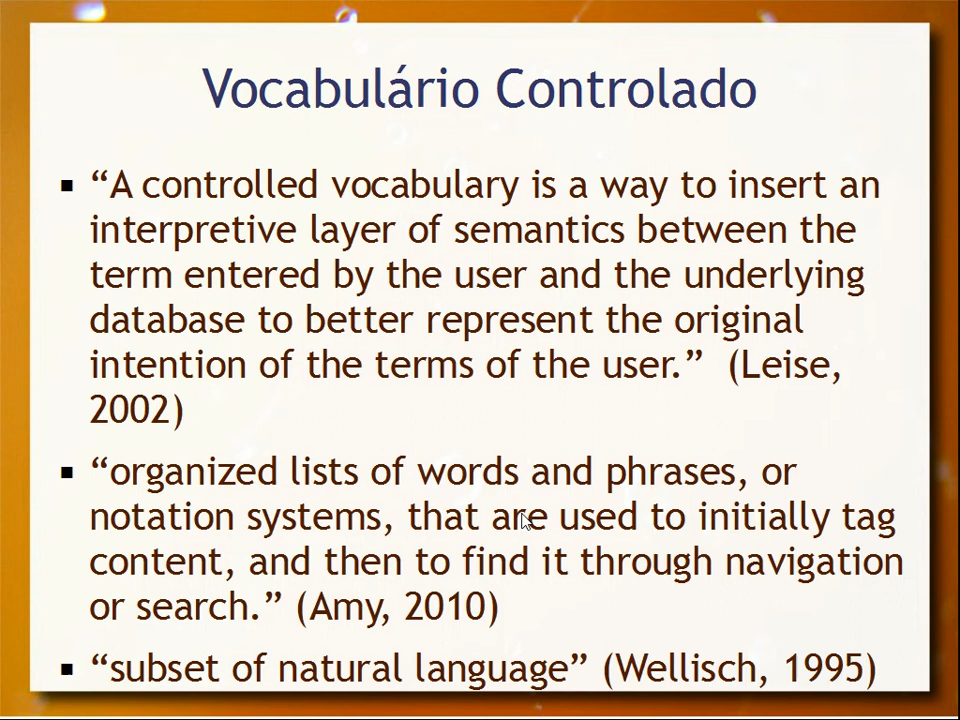 Vocabulário Controlado
▪ “A controlled vocabulary is a way to insert an
interpretive layer of semantics between the
term entered by the user and the underlying
database to better represent the original
intention of the terms of the user.”  (Leise,
2002)
▪ “organized lists of words and phrases, or
notation systems, that are used to initially tag
content, and then to find it through navigation
or search.” (Amy, 2010)
▪ “subset of natural language” (Wellisch, 1995)